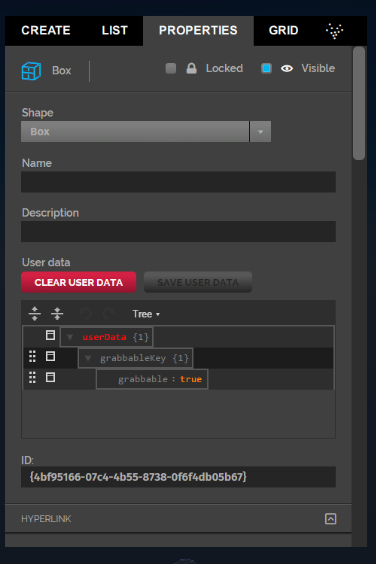 CREATE LIST PROPERTIES GRID
Box Locked Visible
Shape
Box
Name
Description
User data
CLEAR USER DATA SAVE USER DATA
Tree
userData {1}
grabbableKey {1}
grabbable : true
ID:
{4bf95166-07c4-4b55-8738-0f6f4db05b67}
HYPERLINK